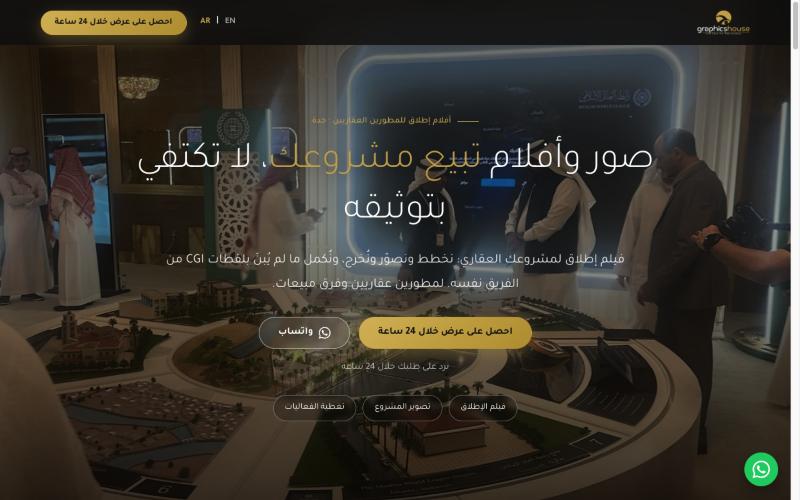 graphicshouse
EN | AR
احصل على عرض خلال 24 ساعة
أفلام إطلاق للمطورين العقاريين · جدة
صور وأفلام تبيع مشروعك، لا تكتفي
بتوثيقه
فيلم إطلاق لمشروعك العقاري: نخطط ونصوّر ونُخرج، ونُكمل ما لم يُبنَ بلقطات CGI من
الفريق نفسه. لمطورين عقاريين وفرق مبيعات.
احصل على عرض خلال 24 ساعة
واتساب
نرد على طلبك خلال 24 ساعة
فيلم الإطلاق
تصوير المشروع
تغطية الفعاليات